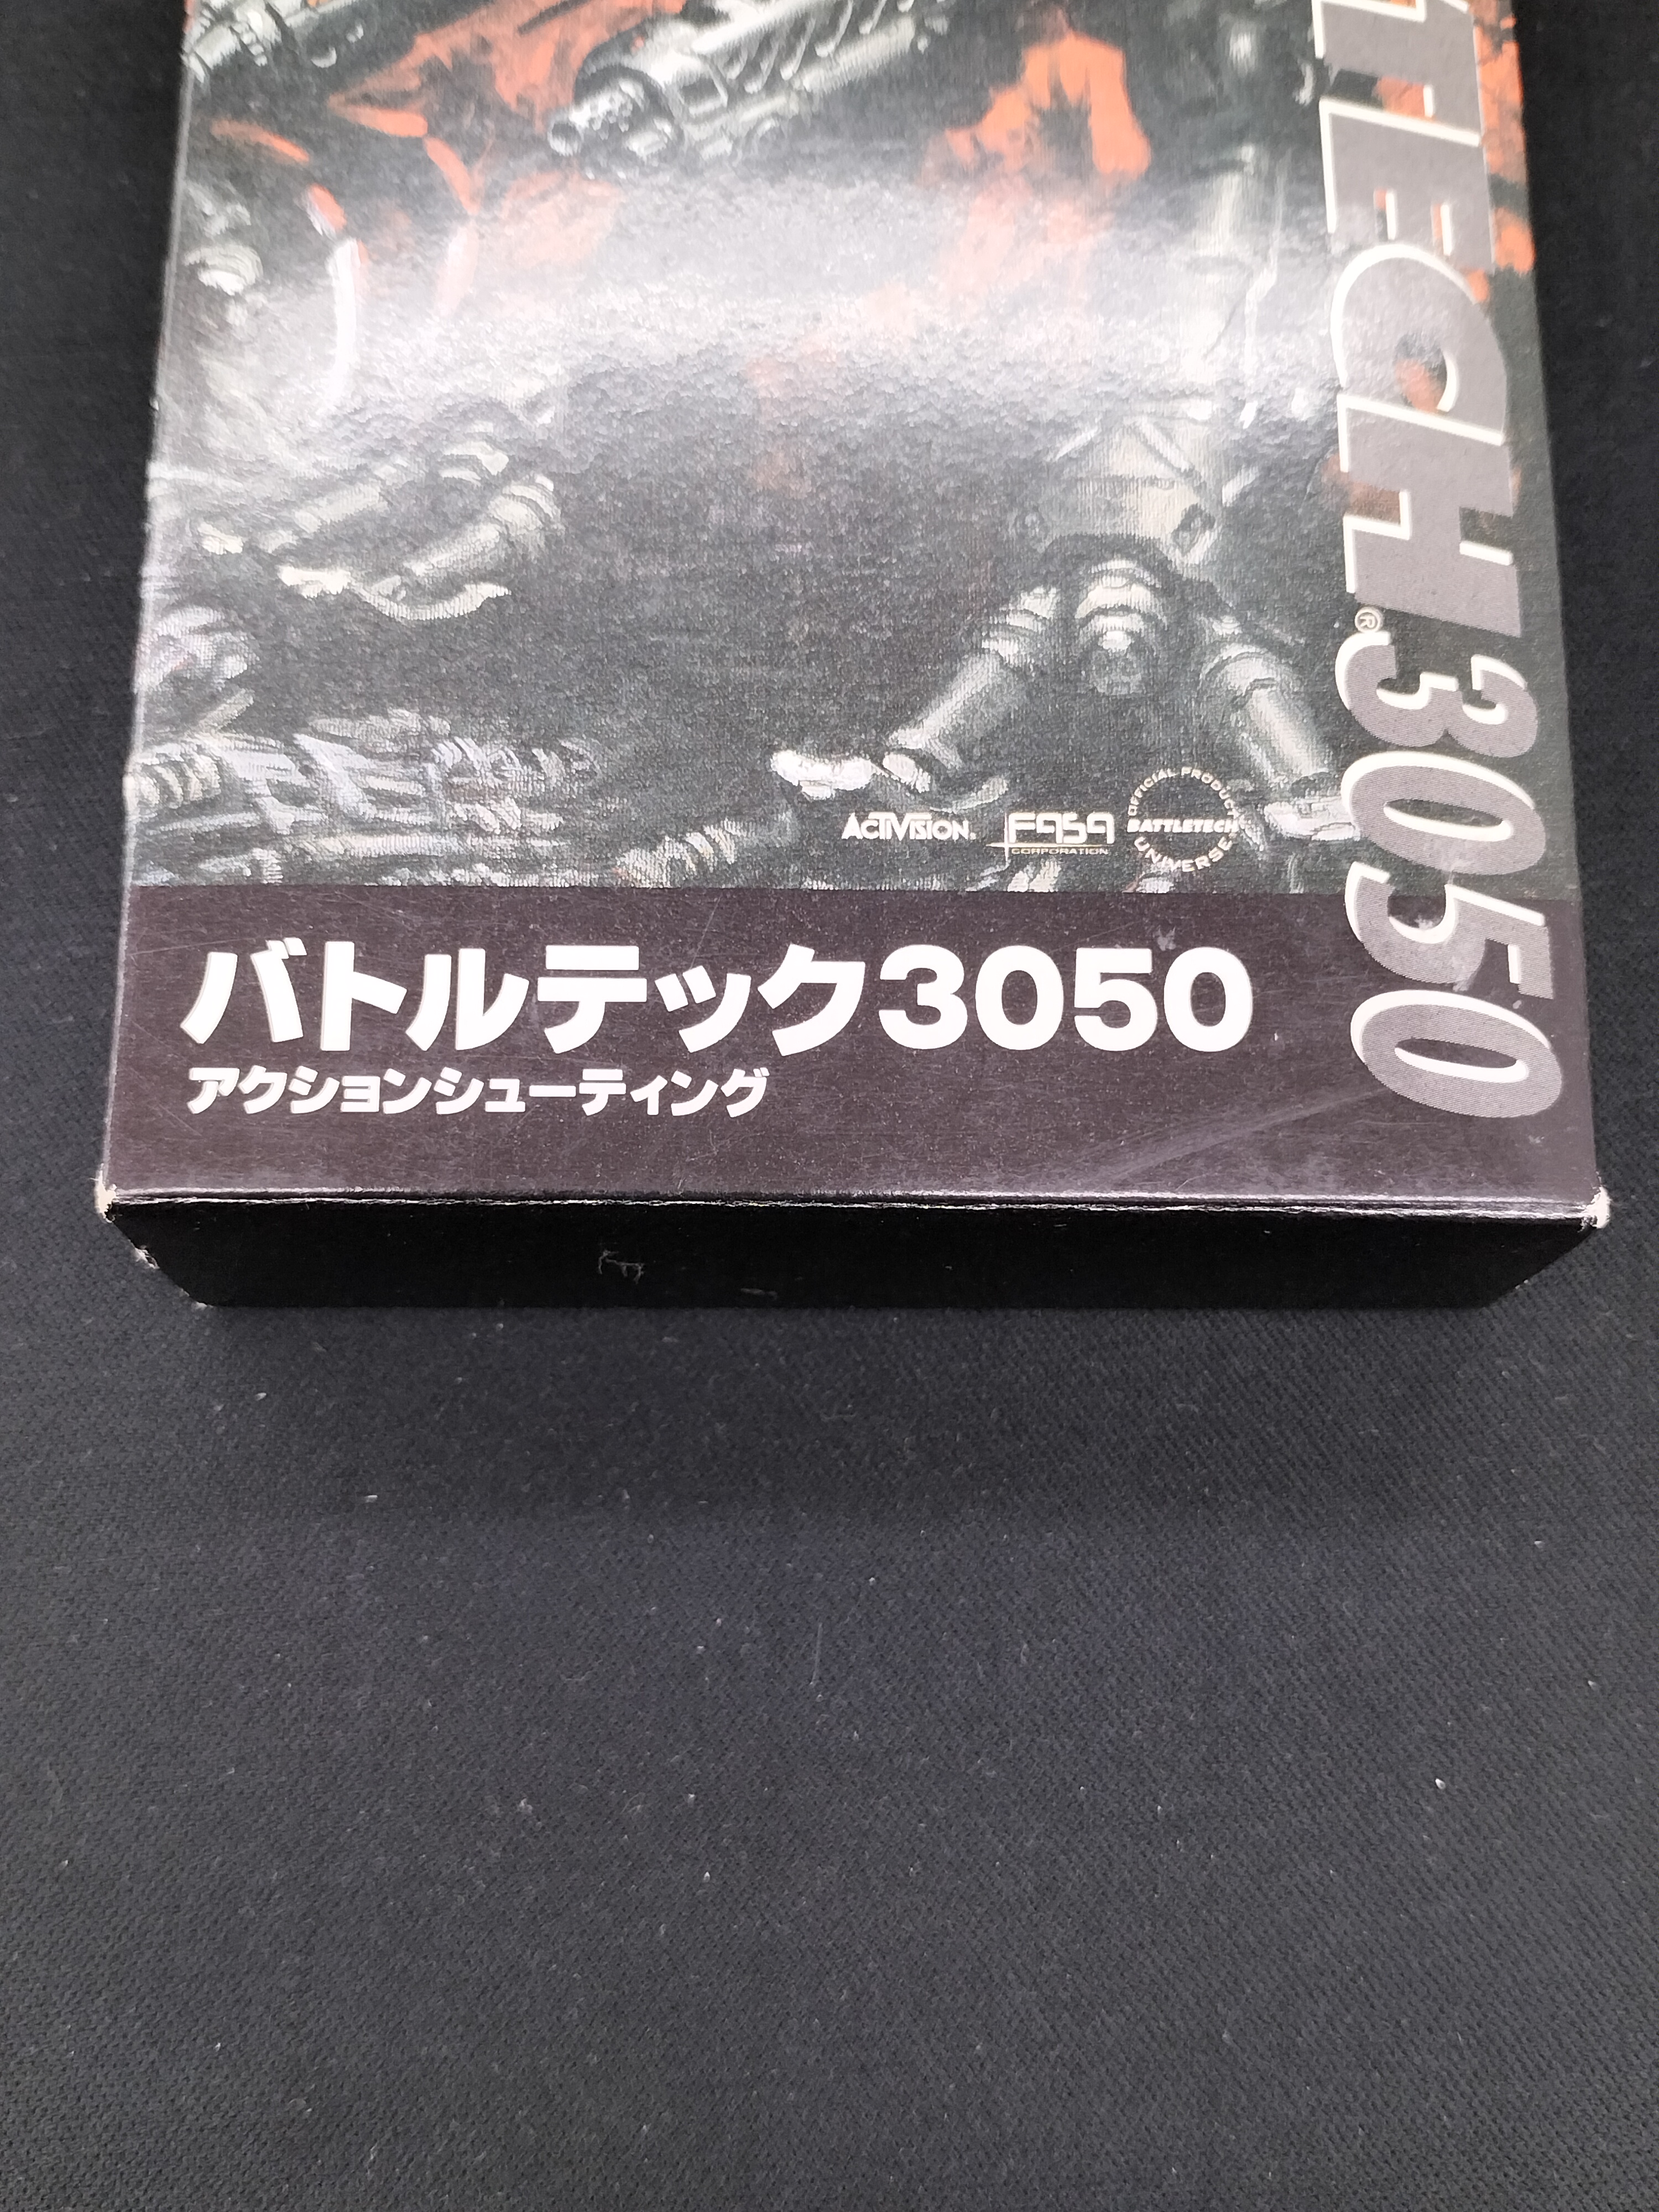 TECH® 3050
ACTIVISION.
FASA
CORPORATION
OFFICIAL PRODUCT
BATTLETECH
UNIVERSE
バトルテック3050
アクションシューティング